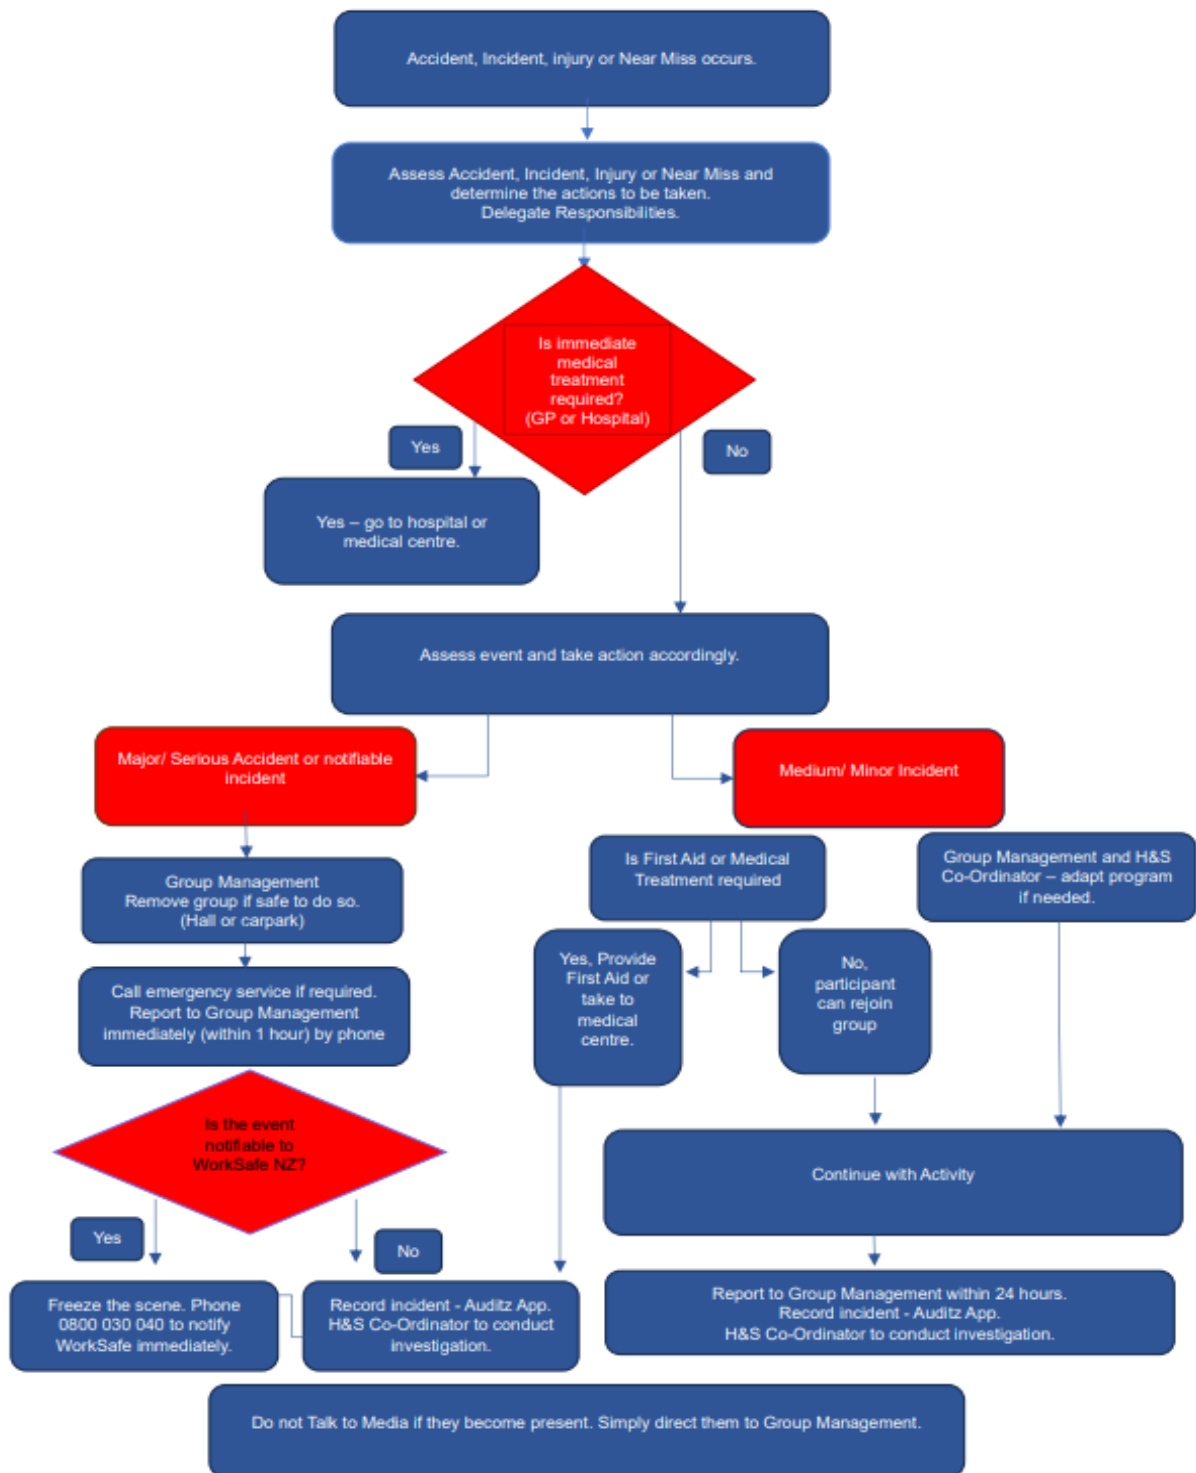 Accident, Incident, injury or Near Miss occurs.
Assess Accident, Incident, Injury or Near Miss and
determine the actions to be taken.
Delegate Responsibilities.
Is immediate
medical
treatment
required?
(GP or Hospital)
Yes
No
Yes – go to hospital or
medical centre.
Assess event and take action accordingly.
Major/ Serious Accident or notifiable
incident
Medium/ Minor Incident
Group Management
Remove group if safe to do so.
(Hall or carpark)
Is First Aid or Medical
Treatment required
Group Management and H&S
Co-Ordinator – adapt program
if needed.
Call emergency service if required.
Report to Group Management
immediately (within 1 hour) by phone
Yes, Provide
First Aid or
take to
medical
centre.
No,
participant
can rejoin
group
Is the event
notifiable to
WorkSafe NZ?
Continue with Activity
Yes
No
Freeze the scene. Phone
0800 030 040 to notify
WorkSafe immediately.
Record incident - Auditz App.
H&S Co-Ordinator to conduct
investigation.
Report to Group Management within 24 hours.
Record incident - Auditz App.
H&S Co-Ordinator to conduct investigation.
Do not Talk to Media if they become present. Simply direct them to Group Management.